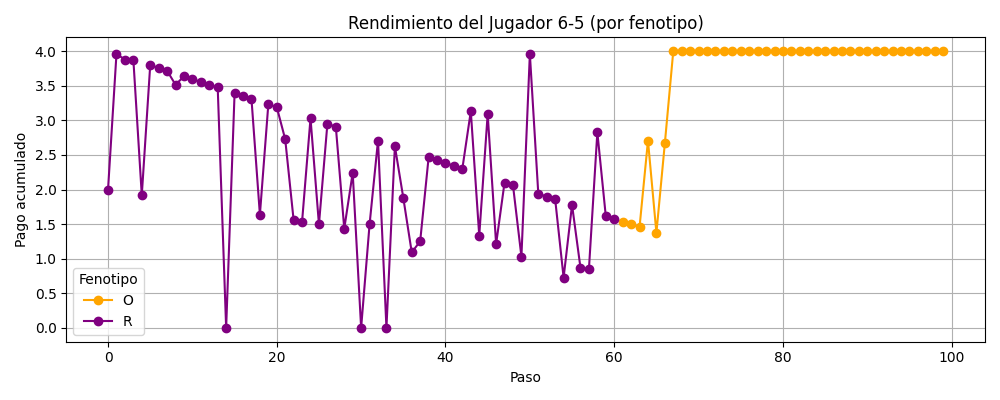 Rendimiento del Jugador 6-5 (por fenotipo)
Pago acumulado
4.0
3.5
3.0
2.5
2.0
1.5
1.0
0.5
0.0
Fenotipo
O
R
0 20 40 60 80 100
Paso